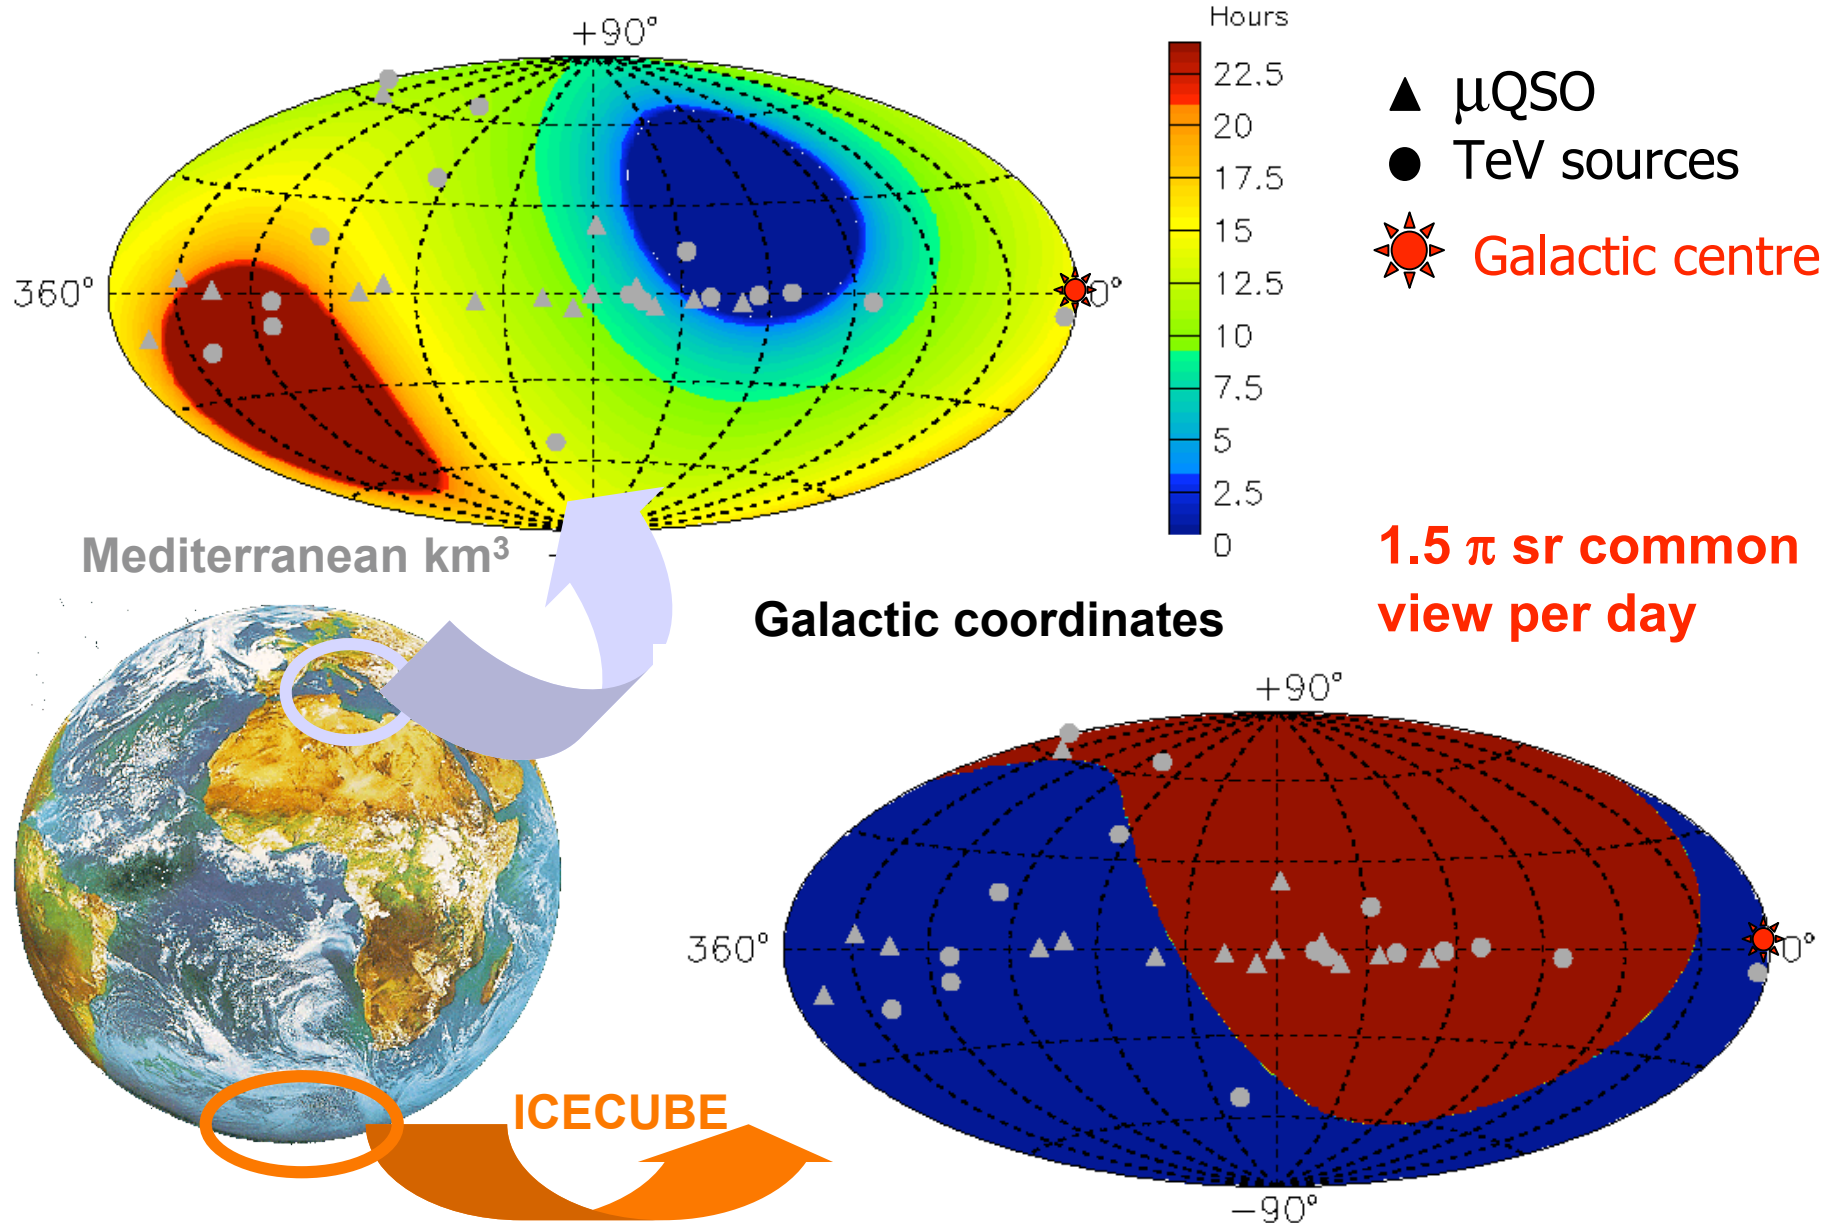 Hours
+90°
22.5
20
17.5
15
12.5
10
7.5
5
2.5
0
360°
0°
μQSO
TeV sources
Galactic centre
Mediterranean km³
1.5 π sr common
view per day
Galactic coordinates
+90°
360°
0°
-90°
ICECUBE